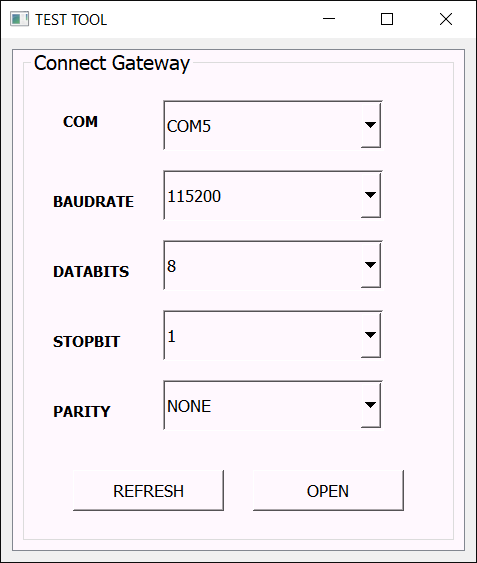 TEST TOOL
Connect Gateway
COM COM5
BAUDRATE 115200
DATABITS 8
STOPBIT 1
PARITY NONE
REFRESH OPEN